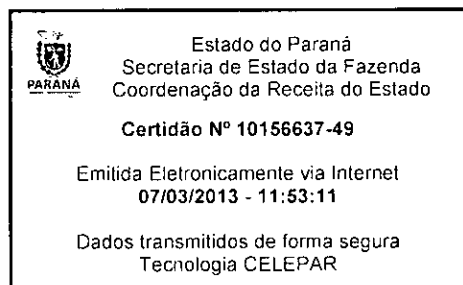 Estado do Paraná
Secretaria de Estado da Fazenda
PARANÁ
Coordenação da Receita do Estado
Certidão Nº 10156637-49
Emitida Eletronicamente via Internet
07/03/2013 - 11:53:11
Dados transmitidos de forma segura
Tecnologia CELEPAR